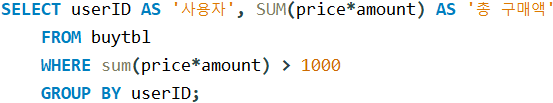 SELECT userID AS '사용자', SUM(price*amount) AS '총 구매액'
FROM buytbl
WHERE sum(price*amount) > 1000
GROUP BY userID;